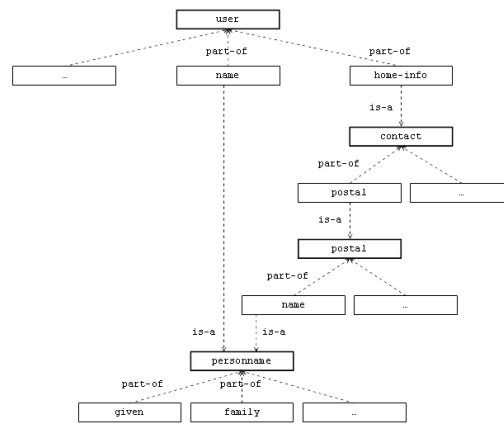 user
part-of part-of
… name home-info
is-a
contact
part-of
postal …
is-a
postal
part-of
name …
is-a is-a
personname
part-of part-of
given family …